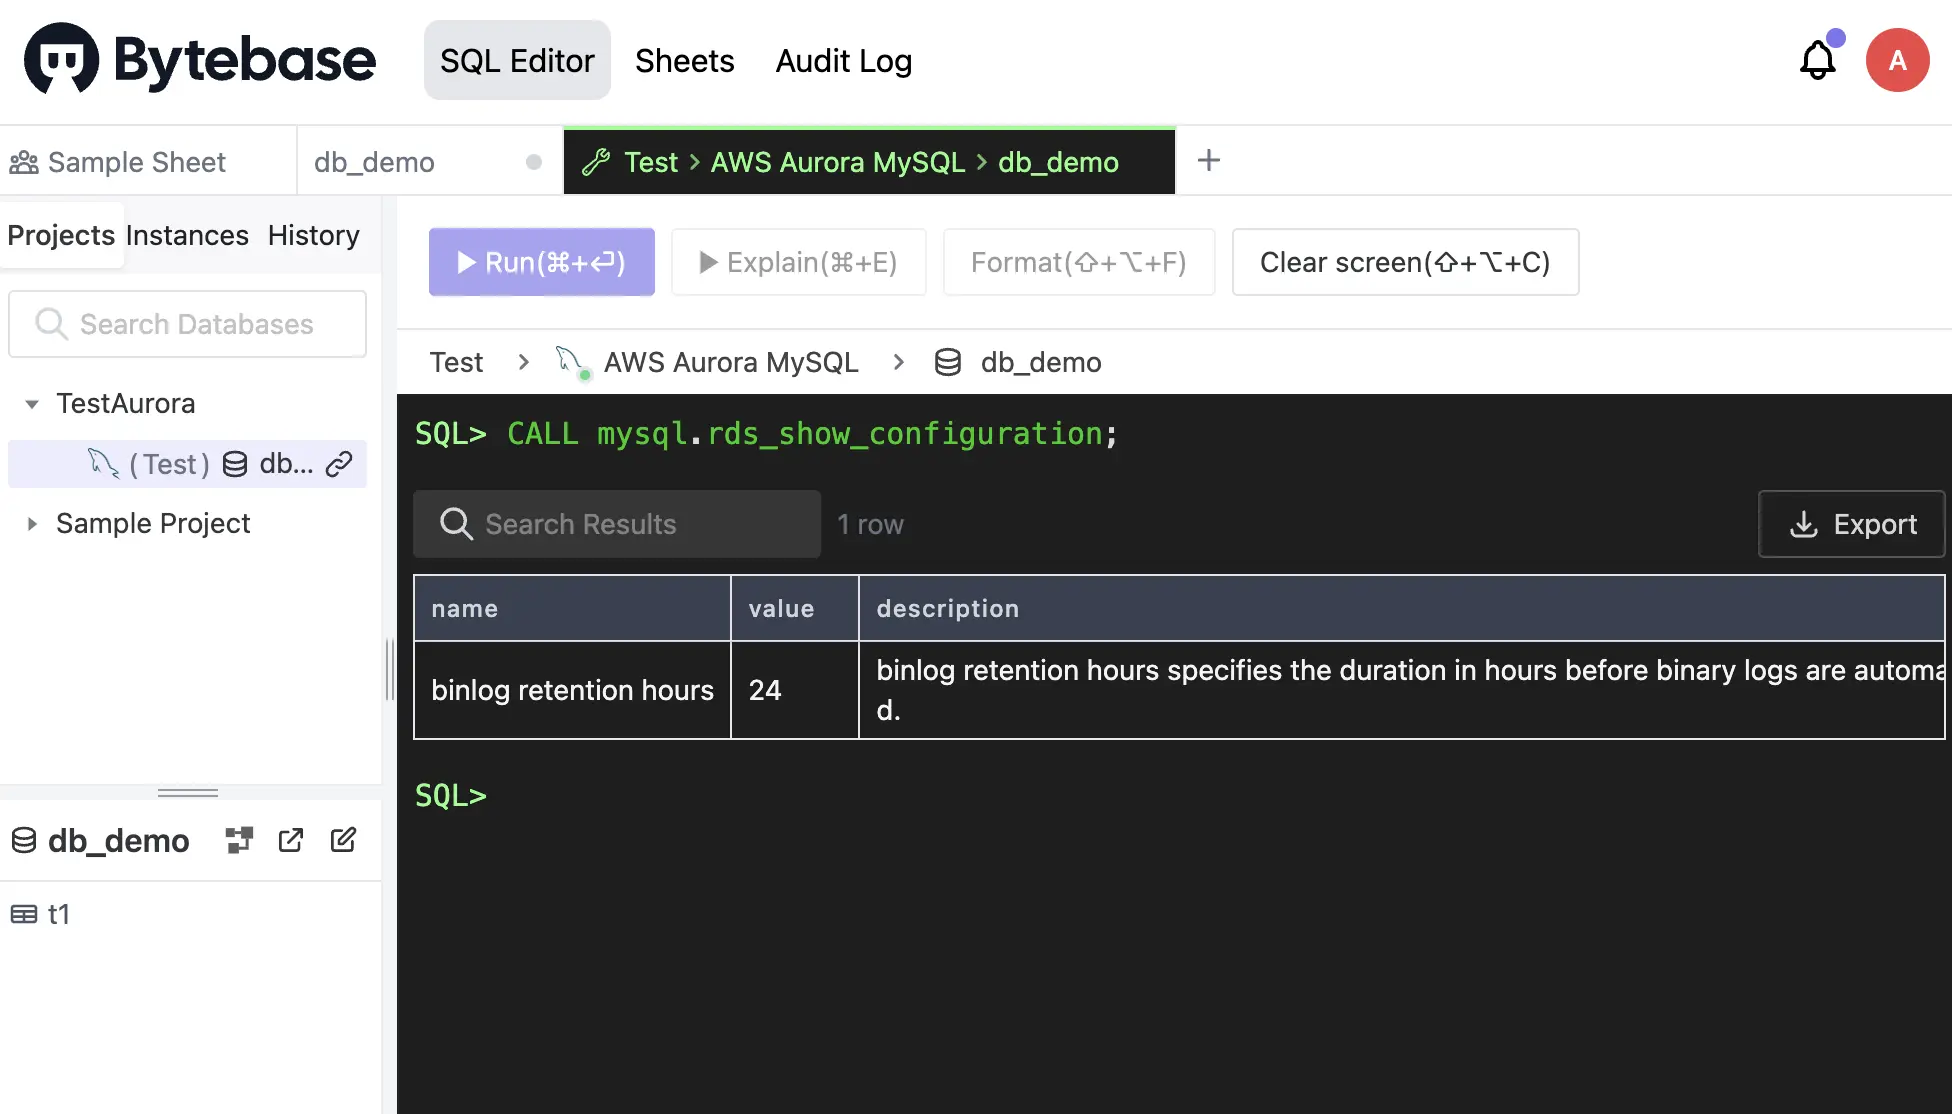 Bytebase
SQL Editor
Sheets
Audit Log
A
Sample Sheet
db_demo
Test > AWS Aurora MySQL > db_demo
+
Projects
Instances
History
Search Databases
TestAurora
(Test) db...
Sample Project
db_demo
t1
Run(⌘+⏎)
Explain(⌘+E)
Format(⇧+⌥+F)
Clear screen(⇧+⌥+C)
Test > AWS Aurora MySQL > db_demo
SQL> CALL mysql.rds_show_configuration;
Search Results
1 row
Export
name value description
binlog retention hours 24 binlog retention hours specifies the duration in hours before binary logs are automa
d.
SQL>